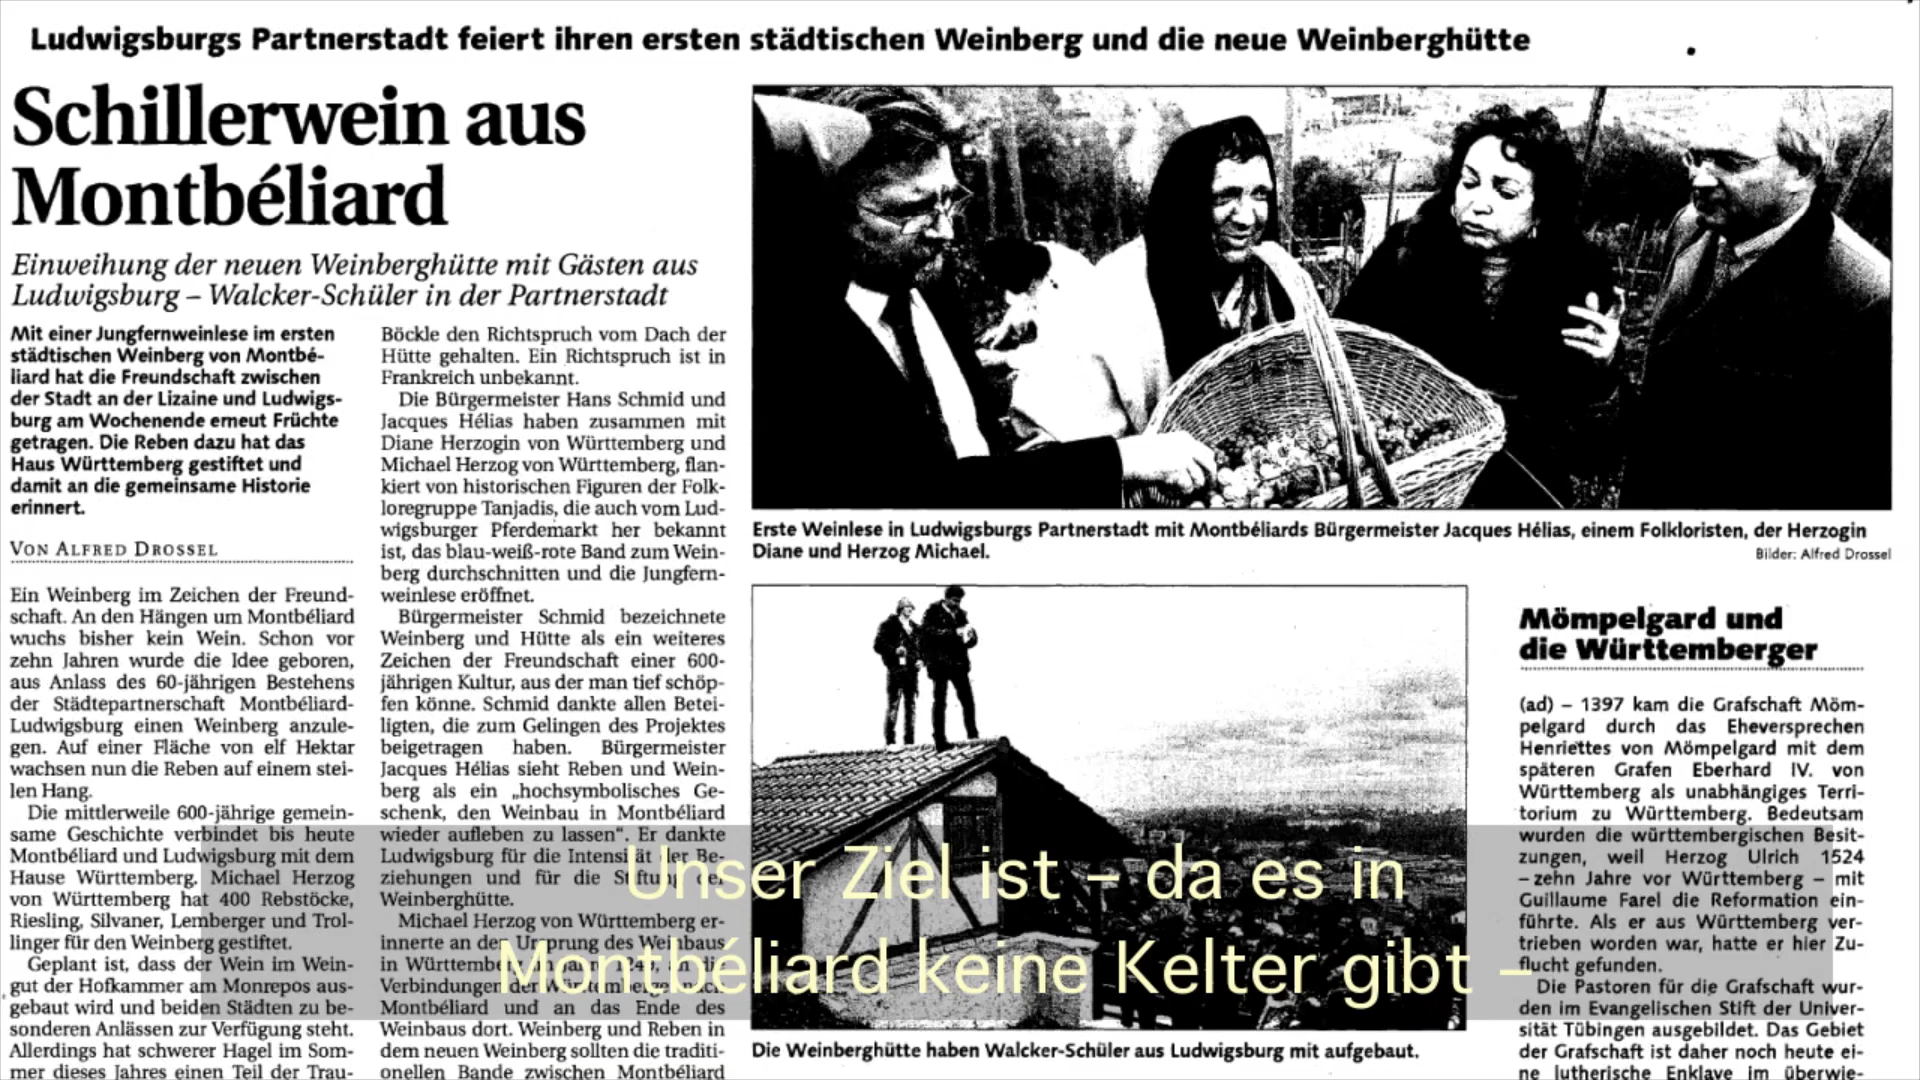 Ludwigsburgs Partnerstadt feiert ihren ersten städtischen Weinberg und die neue Weinberghütte
Schillerwein aus
Montbéliard
Einweihung der neuen Weinberghütte mit Gästen aus
Ludwigsburg – Walcker-Schüler in der Partnerstadt
Mit einer Jungfernweinlese im ersten
städtischen Weinberg von Montbé-
liard hat die Freundschaft zwischen
der Stadt an der Lizaine und Ludwigs-
burg am Wochenende erneut Früchte
getragen. Die Reben dazu hat das
Haus Württemberg gestiftet und
damit an die gemeinsame Historie
erinnert.
VON ALFRED DROSSEL
Ein Weinberg im Zeichen der Freund-
schaft. An den Hängen um Montbéliard
wuchs bisher kein Wein. Schon vor
zehn Jahren wurde die Idee geboren,
aus Anlass des 60-jährigen Bestehens
der Städtepartnerschaft Montbéliard-
Ludwigsburg einen Weinberg anzule-
gen. Auf einer Fläche von elf Hektar
wachsen nun die Reben auf einem stei-
len Hang.
Die mittlerweile 600-jährige gemein-
same Geschichte verbindet bis heute
Montbéliard und Ludwigsburg mit dem
Hause Württemberg. Michael Herzog
von Württemberg hat 400 Rebstöcke,
Riesling, Silvaner, Lemberger und Trol-
linger für den Weinberg gestiftet.
Geplant ist, dass der Wein im Wein-
gut der Hofkammer am Monrepos aus-
gebaut wird und beiden Städten zu be-
sonderen Anlässen zur Verfügung steht.
Allerdings hat schwerer Hagel im Som-
mer dieses Jahres einen Teil der Trau-
Böckle den Richtspruch vom Dach der
Hütte gehalten. Ein Richtspruch ist in
Frankreich unbekannt.
Die Bürgermeister Hans Schmid und
Jacques Hélias haben zusammen mit
Diane Herzogin von Württemberg und
Michael Herzog von Württemberg, flan-
kiert von historischen Figuren der Folk-
loregruppe Tanjadis, die auch vom Lud-
wigsburger Pferdemarkt her bekannt
ist, das blau-weiß-rote Band zum Wein-
berg durchschnitten und die Jungfern-
weinlese eröffnet.
Bürgermeister Schmid bezeichnete
Weinberg und Hütte als ein weiteres
Zeichen der Freundschaft einer 600-
jährigen Kultur, aus der man tief schöp-
fen könne. Schmid dankte allen Betei-
ligten, die zum Gelingen des Projektes
beigetragen haben. Bürgermeister
Jacques Hélias sieht Reben und Wein-
berg als ein „hochsymbolisches Ge-
schenk, den Weinbau in Montbéliard
wieder aufleben zu lassen“. Er dankte
Ludwigsburg für die Intensität der Be-
ziehungen und für die Stiftung der
Weinberghütte.
Michael Herzog von Württemberg er-
innerte an den Ursprung des Weinbaus
in Württemberg
Verbindungen
Montbéliard und an das Ende des
Weinbaus dort. Weinberg und Reben in
dem neuen Weinberg sollten die traditi-
onellen Bande zwischen Montbéliard
Erste Weinlese in Ludwigsburgs Partnerstadt mit Montbéliards Bürgermeister Jacques Hélias, einem Folkloristen, der Herzogin
Diane und Herzog Michael.
Bilder: Alfred Drossel
Die Weinberghütte haben Walcker-Schüler aus Ludwigsburg mit aufgebaut.
Mömpelgard und
die Württemberger
(ad) – 1397 kam die Grafschaft Möm-
pelgard durch das Eheversprechen
Henriettes von Mömpelgard mit dem
späteren Grafen Eberhard IV. von
Württemberg als unabhängiges Terri-
torium zu Württemberg. Bedeutsam
wurden die württembergischen Besit-
zungen, weil Herzog Ulrich 1524
– zehn Jahre vor Württemberg – mit
Guillaume Farel die Reformation ein-
führte. Als er aus Württemberg ver-
trieben worden war, hatte er hier Zu-
flucht gefunden.
Die Pastoren für die Grafschaft wur-
den im Evangelischen Stift der Univer-
sität Tübingen ausgebildet. Das Gebiet
der Grafschaft ist daher noch heute ei-
ne lutherische Enklave im überwie-
Unser Ziel ist – da es in
Montbéliard keine Kelter gibt –